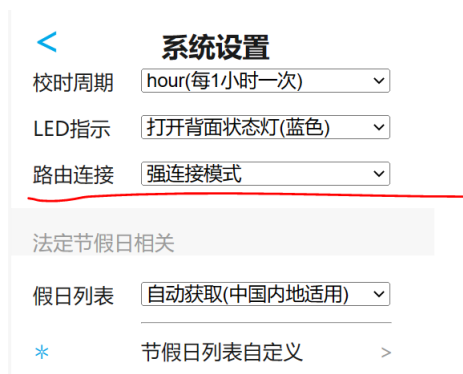 <
系统设置
校时周期 hour(每1小时一次)
LED指示 打开背面状态灯(蓝色)
路由连接 强连接模式
法定节假日相关
假日列表 自动获取(中国内地适用)
* 节假日列表自定义 >